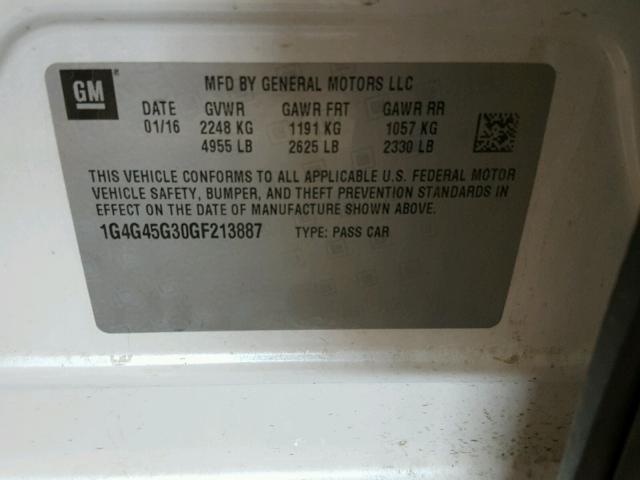 GM
MFD BY GENERAL MOTORS LLC
DATE GVWR GAWR FRT GAWR RR
01/16 2248 KG 1191 KG 1057 KG
4955 LB 2625 LB 2330 LB
THIS VEHICLE CONFORMS TO ALL APPLICABLE U.S. FEDERAL MOTOR
VEHICLE SAFETY, BUMPER, AND THEFT PREVENTION STANDARDS IN
EFFECT ON THE DATE OF MANUFACTURE SHOWN ABOVE.
1G4G45G30GF213887 TYPE: PASS CAR